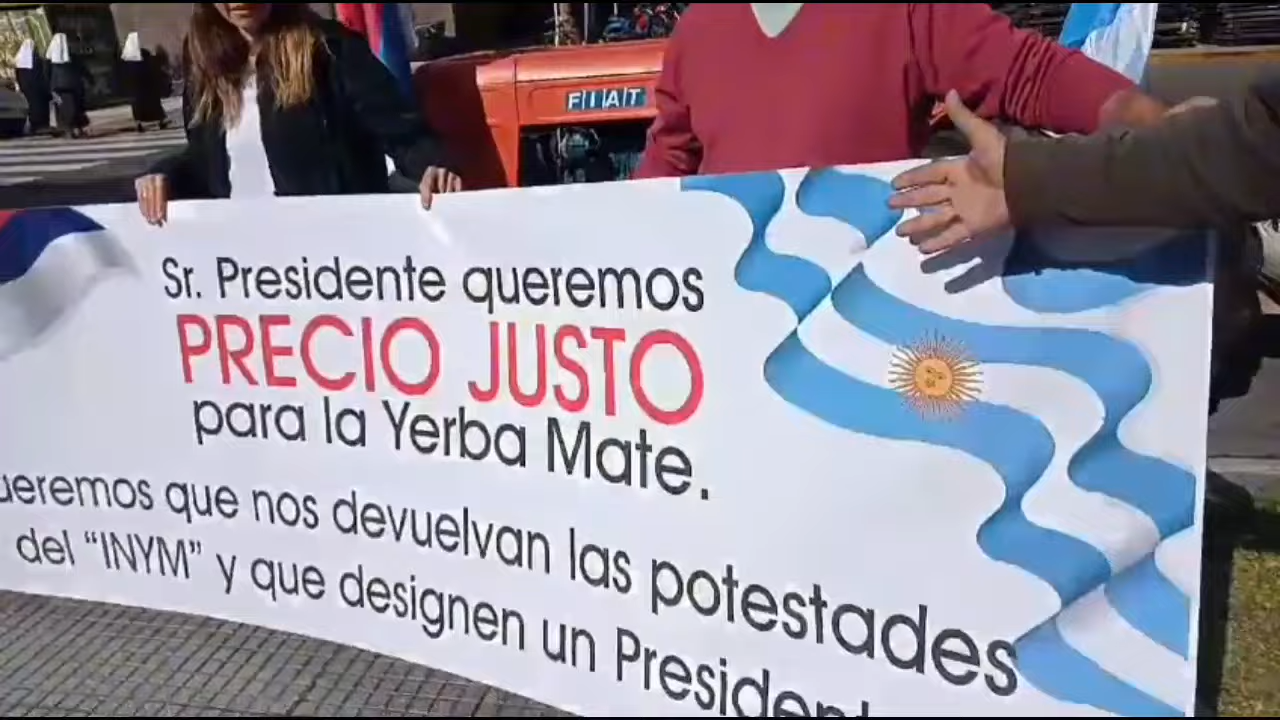 FIAT
Sr. Presidente queremos
PRECIO JUSTO
para la Yerba Mate.
ueremos que nos devuelvan las potestades
del “INYM” y que designen un President